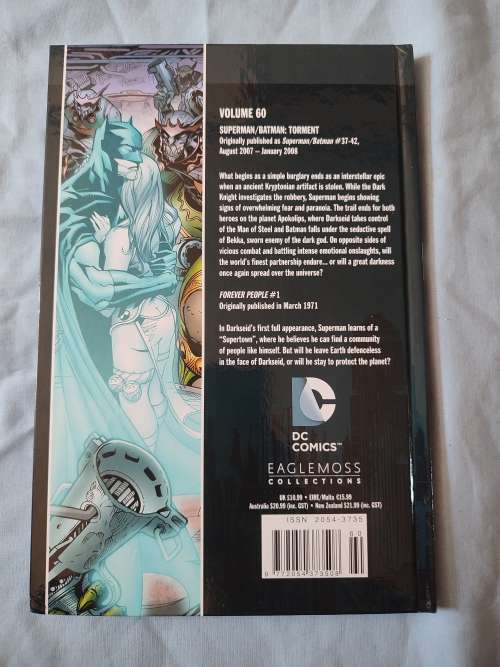 VOLUME 60
SUPERMAN/BATMAN: TORMENT
Originally published as Superman/Batman #37-42,
August 2007 – January 2008
What begins as a simple burglary ends as an interstellar epic
when an ancient Kryptonian artifact is stolen. While the Dark
Knight investigates the robbery, Superman begins showing
signs of overwhelming fear and paranoia. The trail ends for both
heroes on the planet Apokolips, where Darkseid takes control
of the Man of Steel and Batman falls under the seductive spell
of Bekka, sworn enemy of the dark god. On opposite sides of
vicious combat and battling intense emotional onslaughts, will
the world's finest partnership endure... or will a great darkness
once again spread over the universe?
FOREVER PEOPLE #1
Originally published in March 1971
In Darkseid's first full appearance, Superman learns of a
“Supertown”, where he believes he can find a community
of people like himself. But will he leave Earth defenceless
in the face of Darkseid, or will he stay to protect the planet?
DC
DC
COMICS™
EAGLEMOSS
COLLECTIONS
UK £10.99 • EIRE/Malta €15.99
Australia $20.99 (inc. GST) • New Zealand $21.99 (inc. GST)
ISSN 2054-3735
60
9 772054 373508